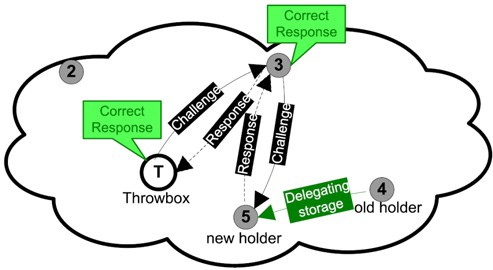 Correct
Response
2
3
Correct
Response
Challenge
Response
Response
Challenge
T
Throwbox
Delegating
storage
4
old holder
5
new holder